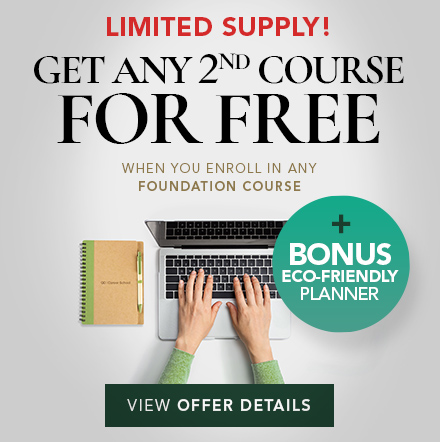 LIMITED SUPPLY!
GET ANY 2ND COURSE
FOR FREE
WHEN YOU ENROLL IN ANY
FOUNDATION COURSE
+
BONUS
ECO-FRIENDLY
PLANNER
VIEW OFFER DETAILS